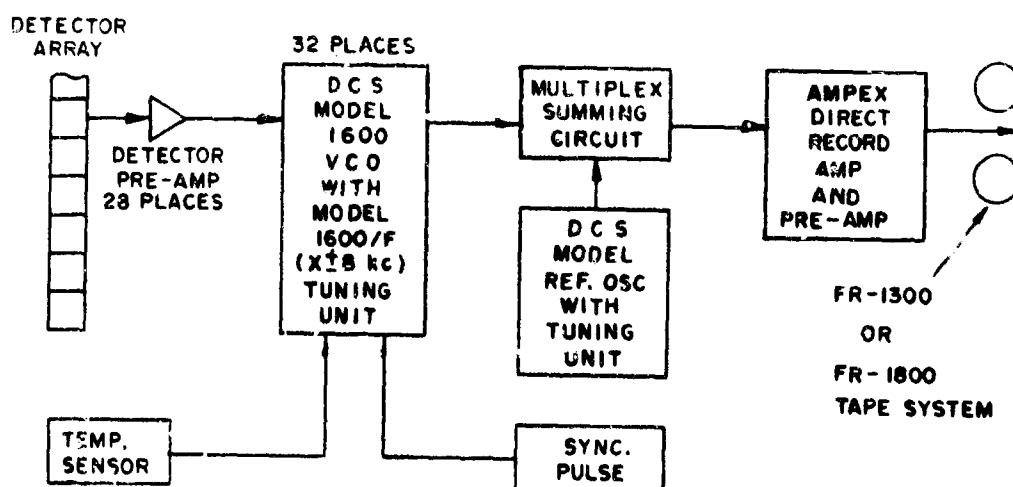 DETECTOR
ARRAY
DETECTOR
PRE-AMP
28 PLACES
32 PLACES
DCS
MODEL
1600
VCO
WITH
MODEL
1600/F
(X±8 kc)
TUNING
UNIT
MULTIPLEX
SUMMING
CIRCUIT
DCS
MODEL
REF. OSC
WITH
TUNING
UNIT
AMPEX
DIRECT
RECORD
AMP
AND
PRE-AMP
FR-1300
OR
FR-1800
TAPE SYSTEM
TEMP.
SENSOR
SYNC.
PULSE